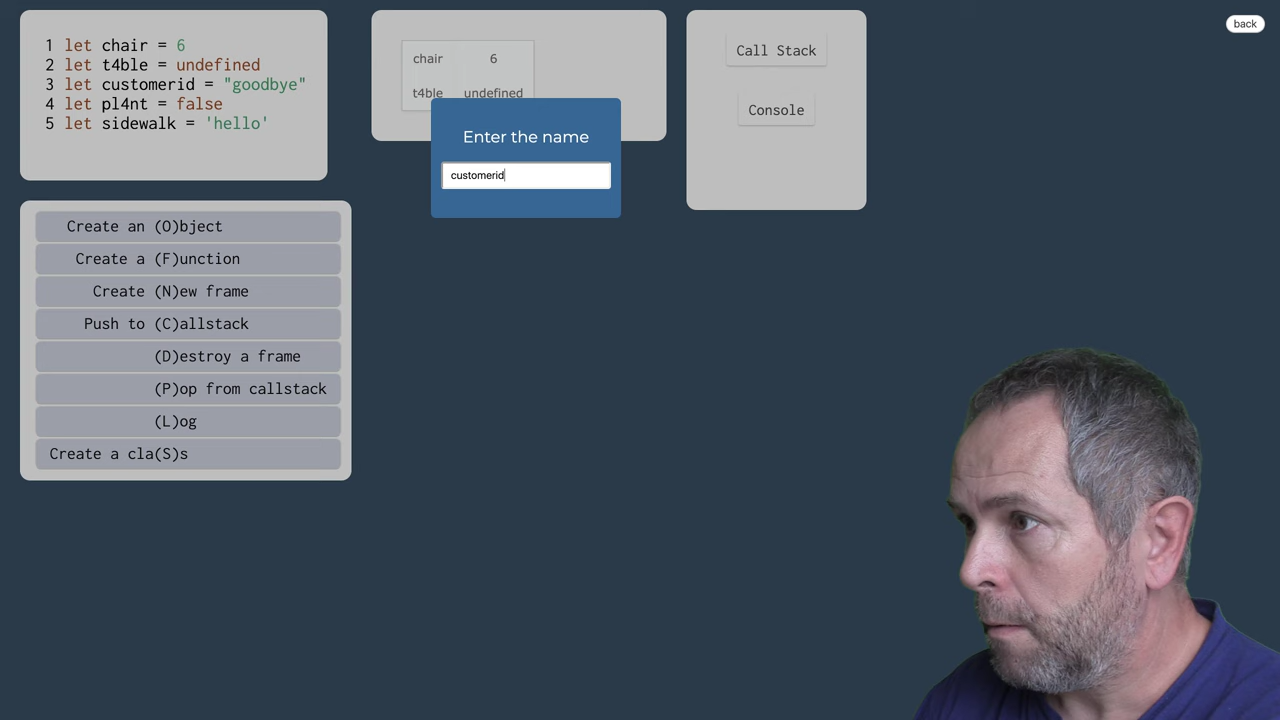 back
1 let chair = 6
2 let t4ble = undefined
3 let customerid = "goodbye"
4 let pl4nt = false
5 let sidewalk = 'hello'
chair 6
t4ble undefined
Enter the name
customerid
Call Stack
Console
Create an (O)bject
Create a (F)unction
Create (N)ew frame
Push to (C)allstack
(D)estroy a frame
(P)op from callstack
(L)og
Create a cla(S)s